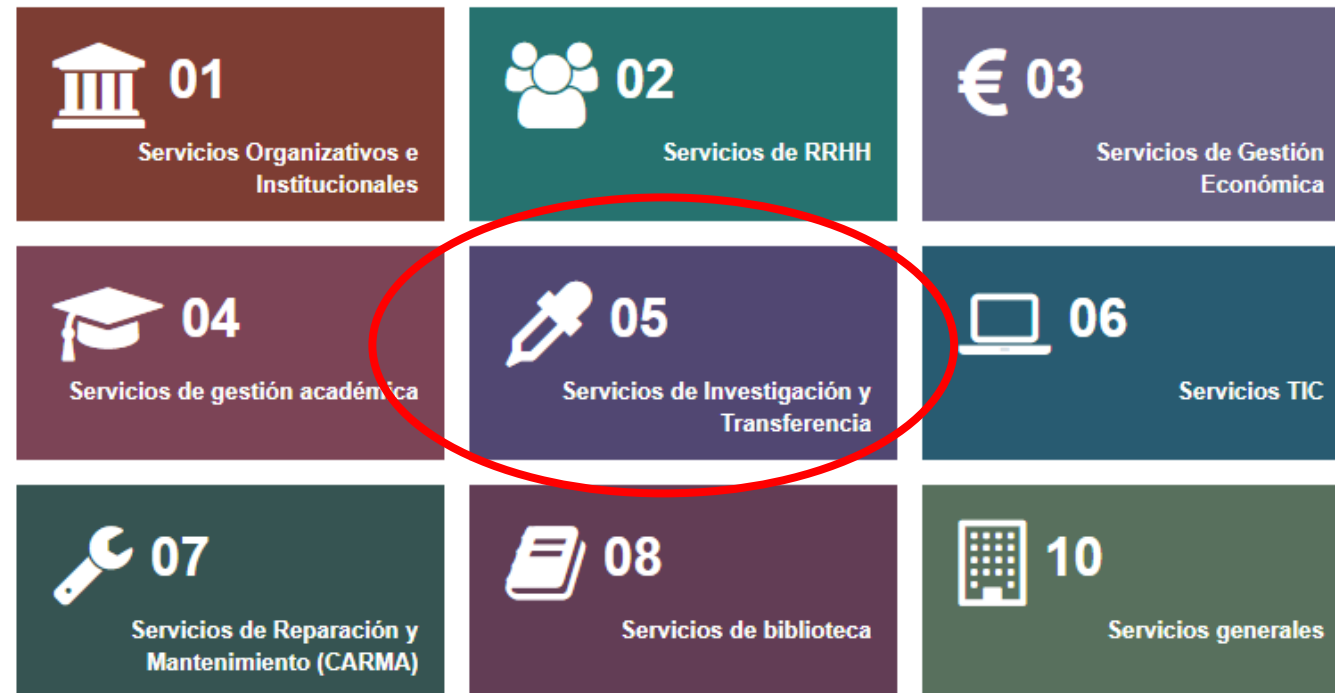 01
Servicios Organizativos e
Institucionales
02
Servicios de RRHH
€ 03
Servicios de Gestión
Económica
04
Servicios de gestión académica
05
Servicios de Investigación y
Transferencia
06
Servicios TIC
07
Servicios de Reparación y
Mantenimiento (CARMA)
08
Servicios de biblioteca
10
Servicios generales